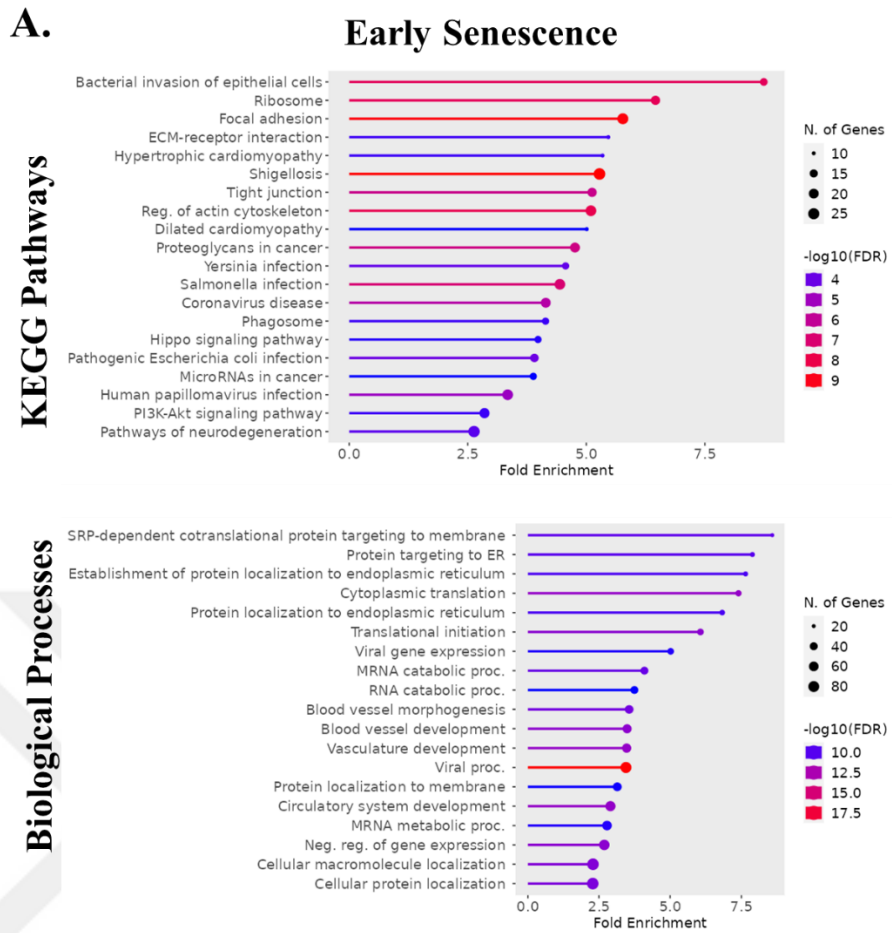 A.
Early Senescence
KEGG Pathways
Bacterial invasion of epithelial cells
Ribosome
Focal adhesion
ECM-receptor interaction
Hypertrophic cardiomyopathy
Shigellosis
Tight junction
Reg. of actin cytoskeleton
Dilated cardiomyopathy
Proteoglycans in cancer
Yersinia infection
Salmonella infection
Coronavirus disease
Phagosome
Hippo signaling pathway
Pathogenic Escherichia coli infection
MicroRNAs in cancer
Human papillomavirus infection
PI3K-Akt signaling pathway
Pathways of neurodegeneration
0.0 2.5 5.0 7.5
Fold Enrichment
N. of Genes
10
15
20
25
-log10(FDR)
4
5
6
7
8
9
Biological Processes
SRP-dependent cotranslational protein targeting to membrane
Protein targeting to ER
Establishment of protein localization to endoplasmic reticulum
Cytoplasmic translation
Protein localization to endoplasmic reticulum
Translational initiation
Viral gene expression
MRNA catabolic proc.
RNA catabolic proc.
Blood vessel morphogenesis
Blood vessel development
Vasculature development
Viral proc.
Protein localization to membrane
Circulatory system development
MRNA metabolic proc.
Neg. reg. of gene expression
Cellular macromolecule localization
Cellular protein localization
0.0 2.5 5.0 7.5
Fold Enrichment
N. of Genes
20
40
60
80
-log10(FDR)
10.0
12.5
15.0
17.5